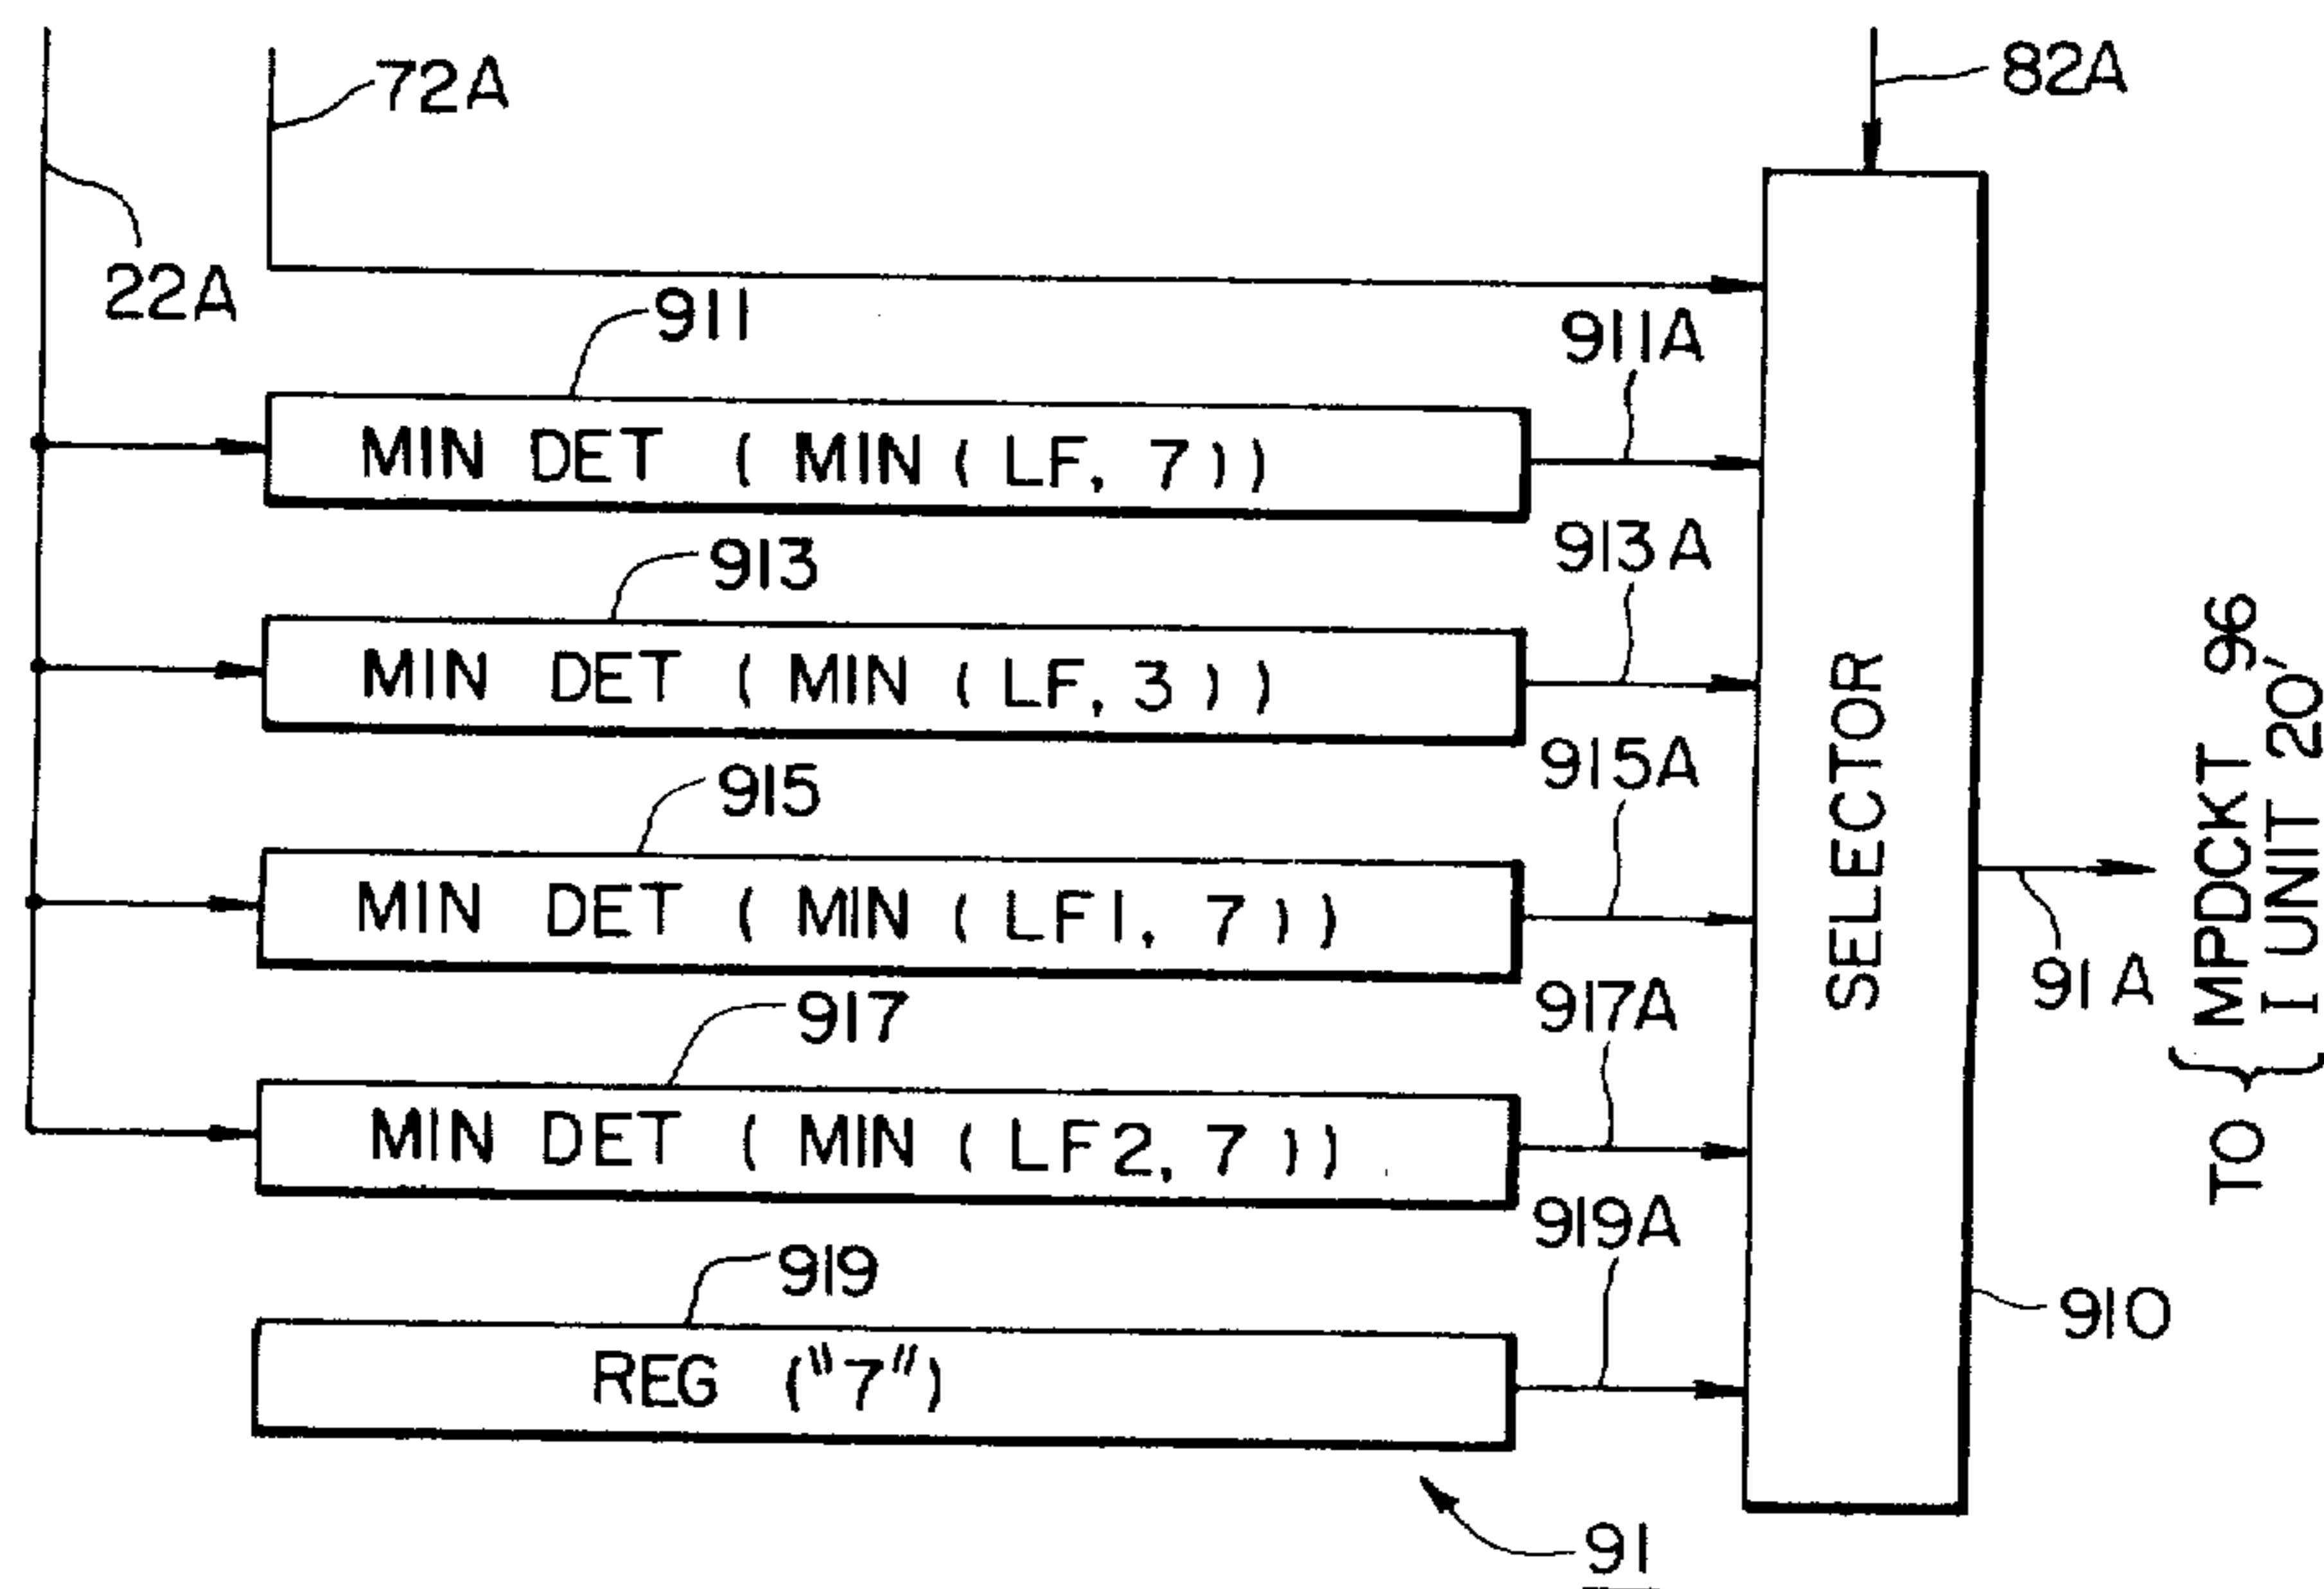 72A
82A
22A
911
911A
MIN DET ( MIN ( LF, 7 ) )
913
913A
MIN DET ( MIN ( LF, 3 ) )
915
915A
MIN DET ( MIN ( LF1, 7 ) )
917
917A
MIN DET ( MIN ( LF2, 7 ) )
919
919A
REG ("7")
SELECTOR
91A
TO { MPDCKT 96
I UNIT 20'
910
91